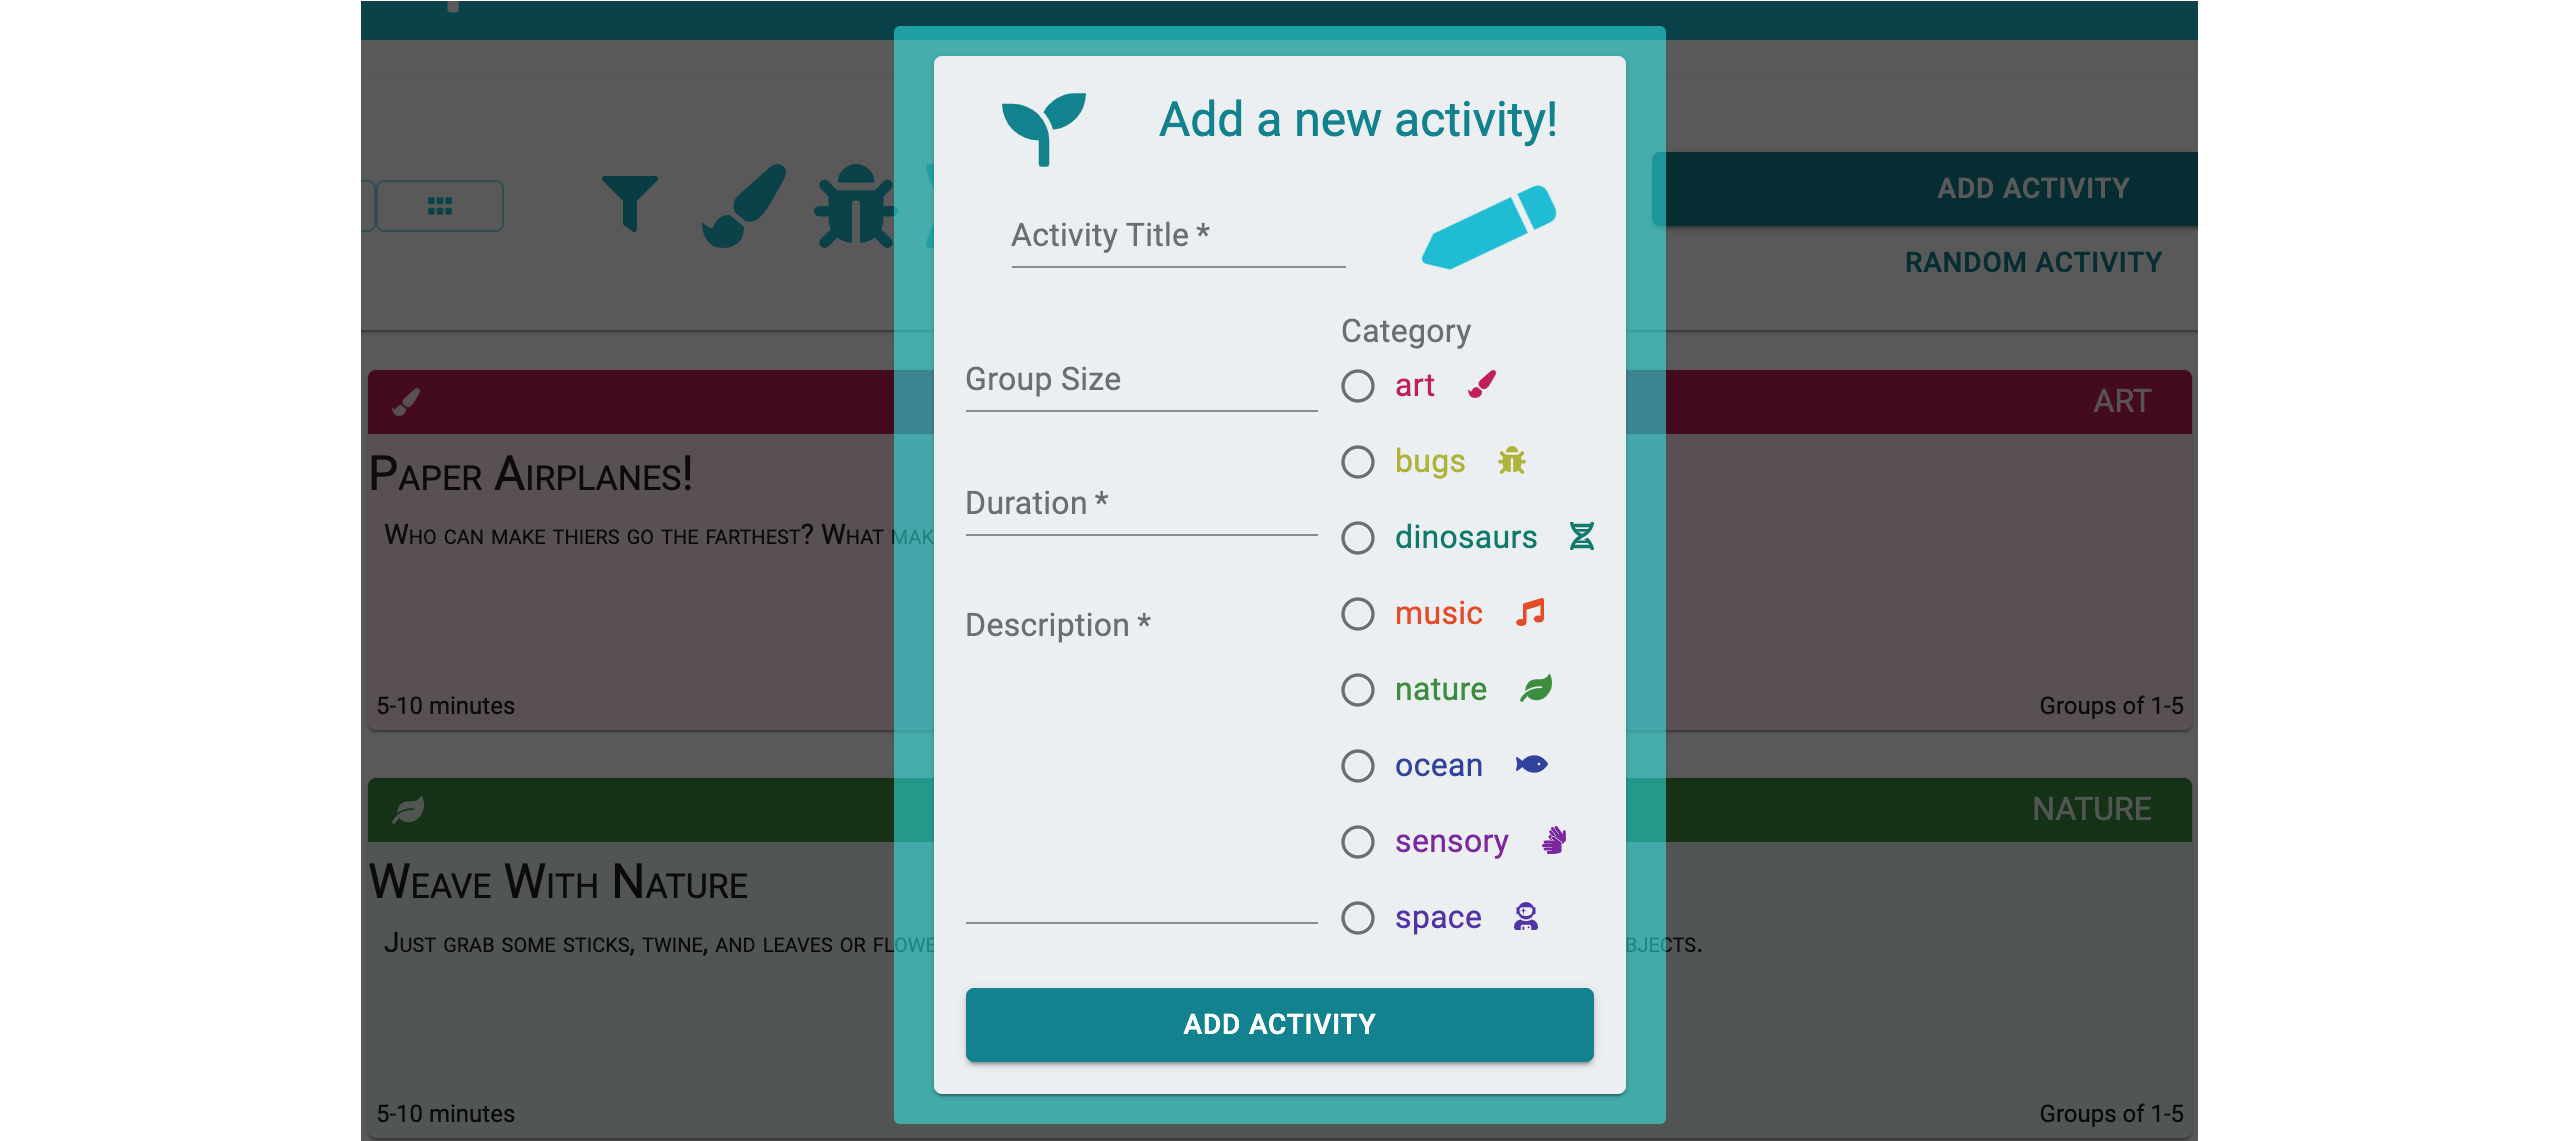 Add a new activity!
ADD ACTIVITY
Activity Title *
RANDOM ACTIVITY
Category
Group Size
art
ART
bugs
PAPER AIRPLANES!
Duration *
WHO CAN MAKE THIERS GO THE FARTHEST? WHAT MAK
dinosaurs
Description *
music
nature
5-10 minutes
Groups of 1-5
ocean
NATURE
sensory
WEAVE WITH NATURE
space
JUST GRAB SOME STICKS, TWINE, AND LEAVES OR FLOWE
BJECTS.
ADD ACTIVITY
5-10 minutes
Groups of 1-5